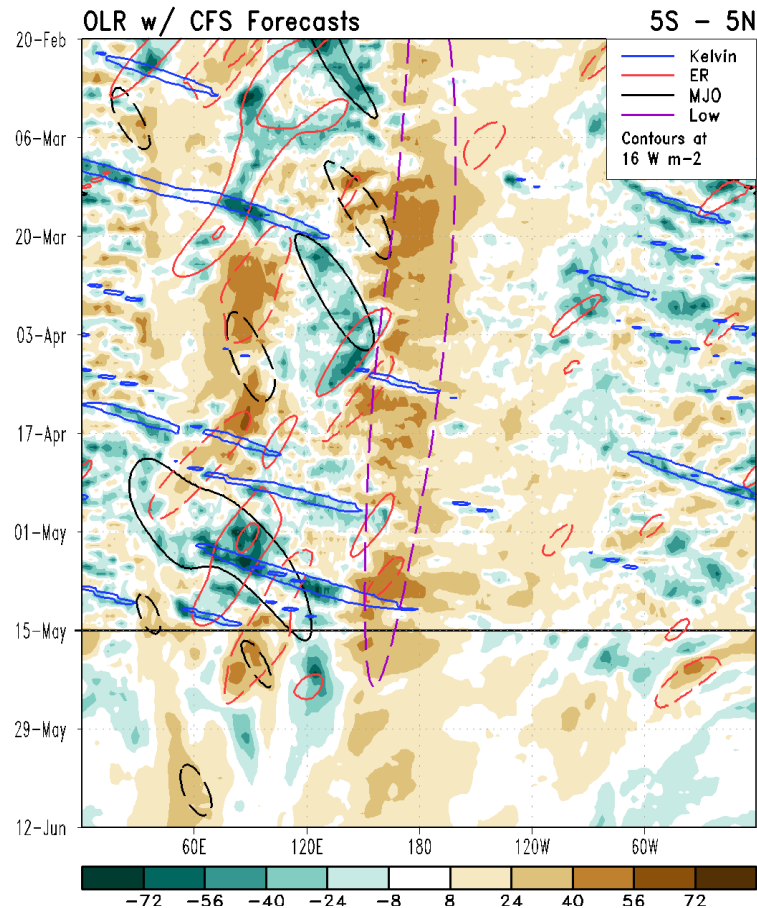 OLR w/ CFS Forecasts 5S - 5N
20-Feb
Kelvin
ER
MJO
Low
Contours at
16 W m-2
06-Mar
20-Mar
03-Apr
17-Apr
01-May
15-May
29-May
12-Jun
60E 120E 180 120W 60W
-72 -56 -40 -24 -8 8 24 40 56 72